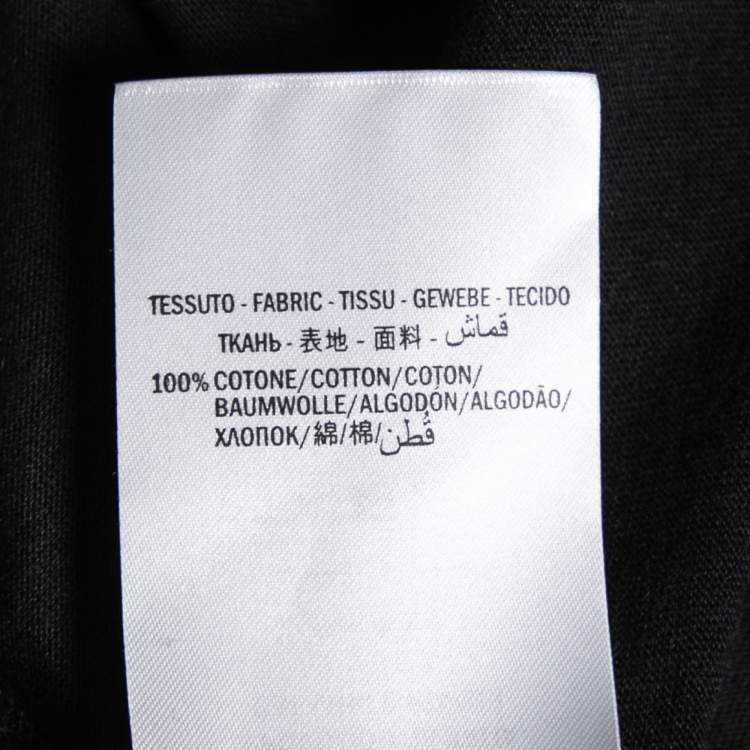 TESSUTO - FABRIC - TISSU - GEWEBE - TECIDO
ТКАНЬ - 表地 - 面料 - قماش
100% COTONE/COTTON/COTON/
BAUMWOLLE/ALGODÓN/ALGODÃO/
ХЛОПОК/綿/棉/قُطن